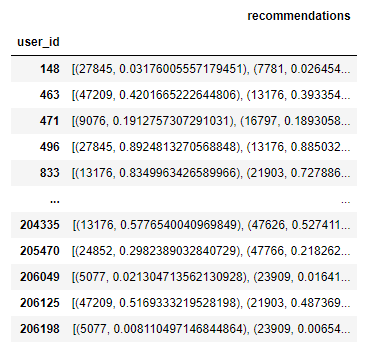 recommendations
user_id
148 [(27845, 0.03176005557179451), (7781, 0.026454...
463 [(47209, 0.4201665222644806), (13176, 0.393354...
471 [(9076, 0.1912757307291031), (16797, 0.1893058...
496 [(27845, 0.8924813270568848), (13176, 0.885032...
833 [(13176, 0.8349963426589966), (21903, 0.727886...
... ...
204335 [(13176, 0.5776540040969849), (47626, 0.527411...
205470 [(24852, 0.2982389032840729), (47766, 0.218262...
206049 [(5077, 0.021304713562130928), (23909, 0.01641...
206125 [(47209, 0.5169333219528198), (21903, 0.487369...
206198 [(5077, 0.008110497146844864), (23909, 0.00654...